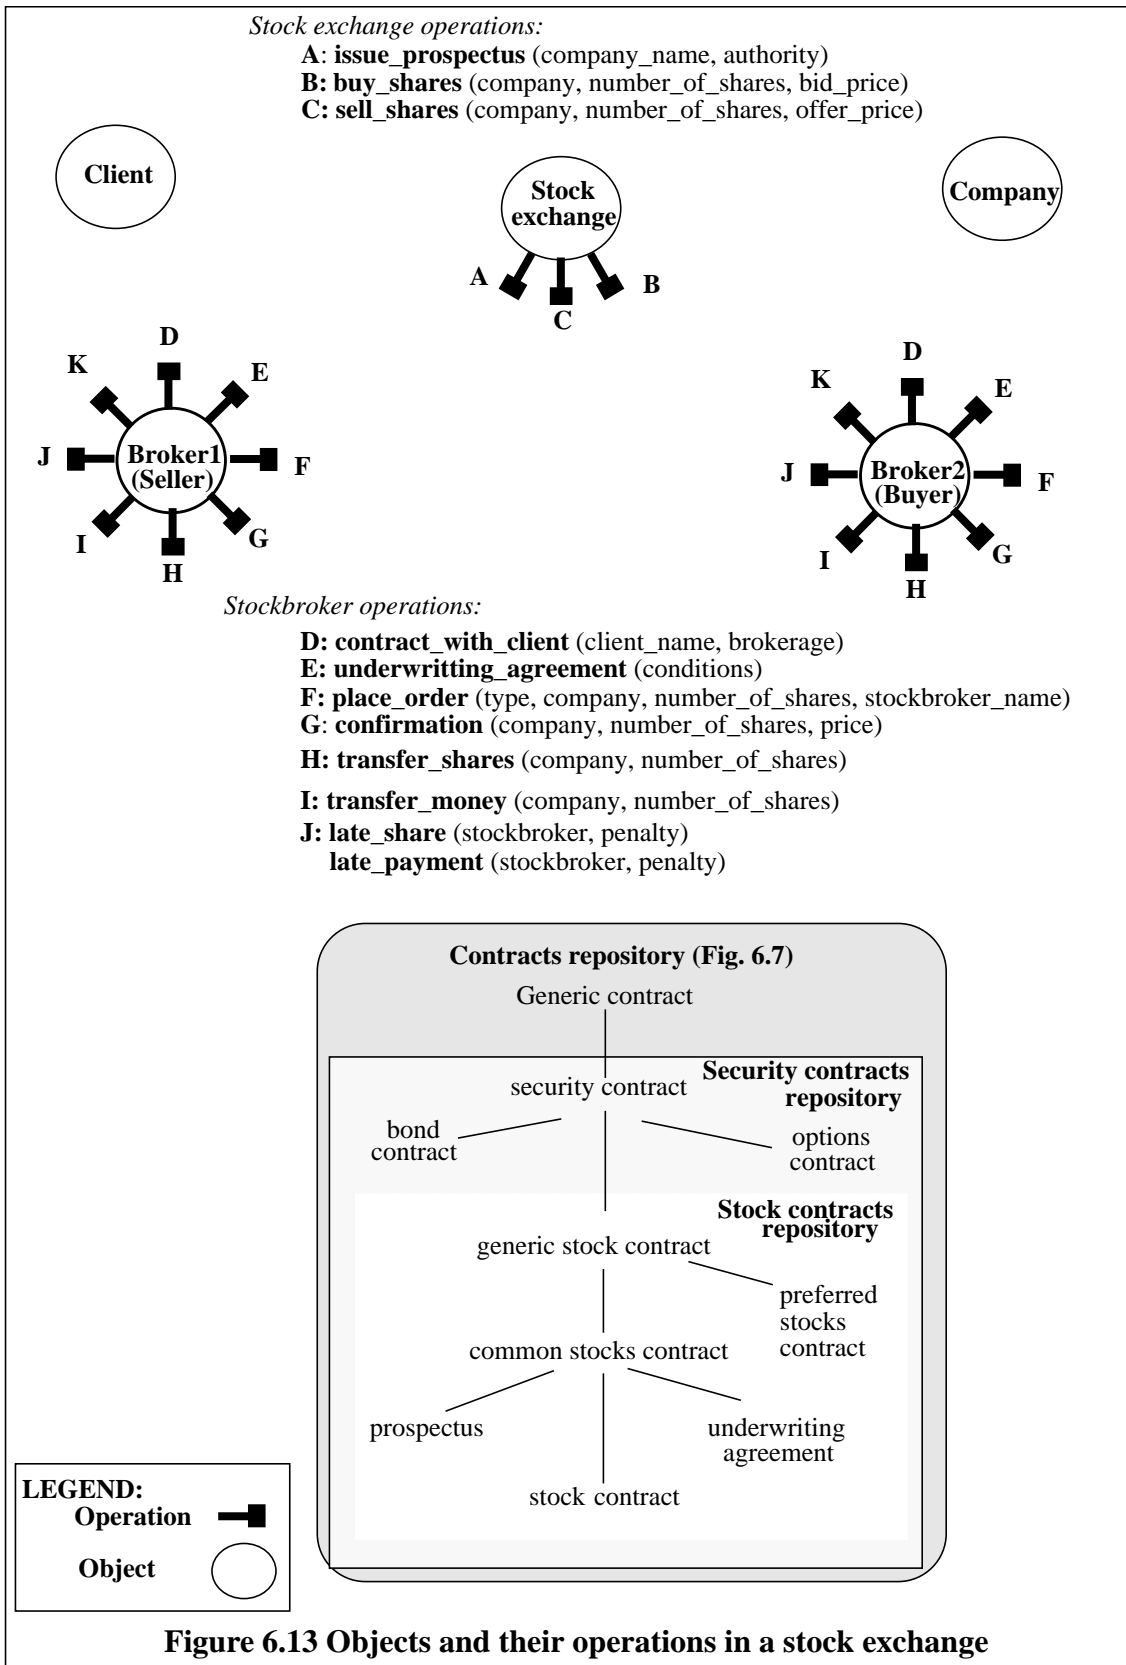 Stock exchange operations:
A: issue_prospectus (company_name, authority)
B: buy_shares (company, number_of_shares, bid_price)
C: sell_shares (company, number_of_shares, offer_price)
Client
Stock
exchange
Company
A
B
C
D
K
E
J
Broker1
(Seller)
F
I
G
H
D
K
E
J
Broker2
(Buyer)
F
I
G
H
Stockbroker operations:
D: contract_with_client (client_name, brokerage)
E: underwritting_agreement (conditions)
F: place_order (type, company, number_of_shares, stockbroker_name)
G: confirmation (company, number_of_shares, price)
H: transfer_shares (company, number_of_shares)
I: transfer_money (company, number_of_shares)
J: late_share (stockbroker, penalty)
late_payment (stockbroker, penalty)
Contracts repository (Fig. 6.7)
Generic contract
Security contracts
repository
security contract
bond
contract
options
contract
Stock contracts
repository
generic stock contract
preferred
stocks
contract
common stocks contract
prospectus
underwriting
agreement
stock contract
LEGEND:
Operation
Object
Figure 6.13 Objects and their operations in a stock exchange